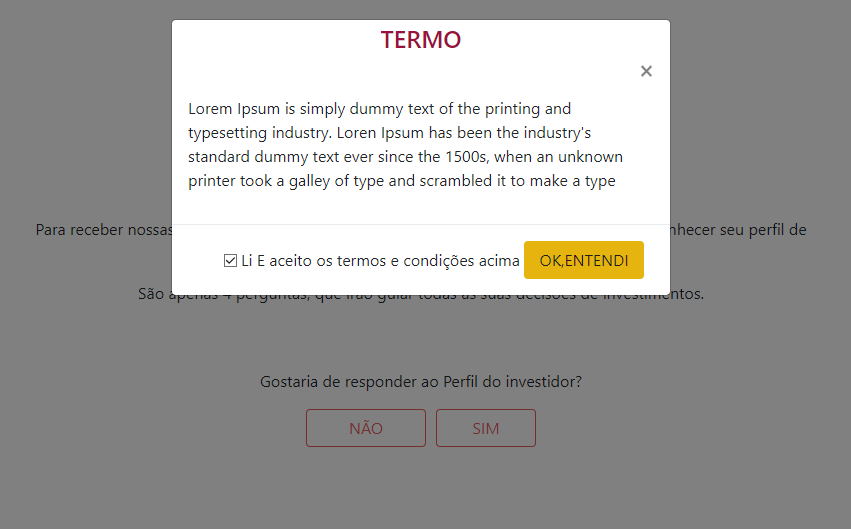 TERMO
×
Lorem Ipsum is simply dummy text of the printing and
typesetting industry. Loren Ipsum has been the industry's
standard dummy text ever since the 1500s, when an unknown
printer took a galley of type and scrambled it to make a type
Para receber nossas nhecer seu perfil de
Li E aceito os termos e condições acima OK,ENTENDI
São apenas 4 perguntas, que irão guiar todas as suas decisões de investimentos.
Gostaria de responder ao Perfil do investidor?
NÃO SIM